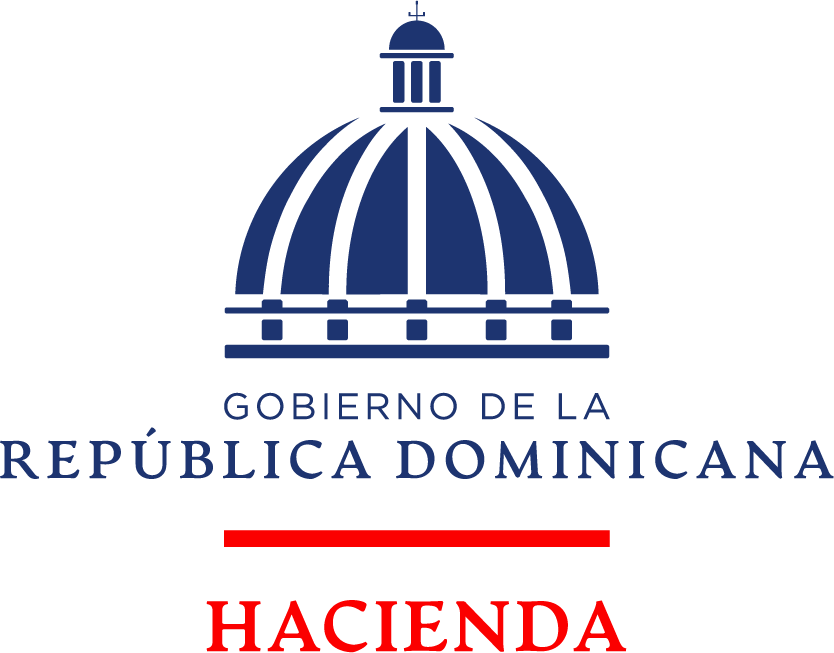 GOBIERNO DE LA
REPÚBLICA DOMINICANA
HACIENDA